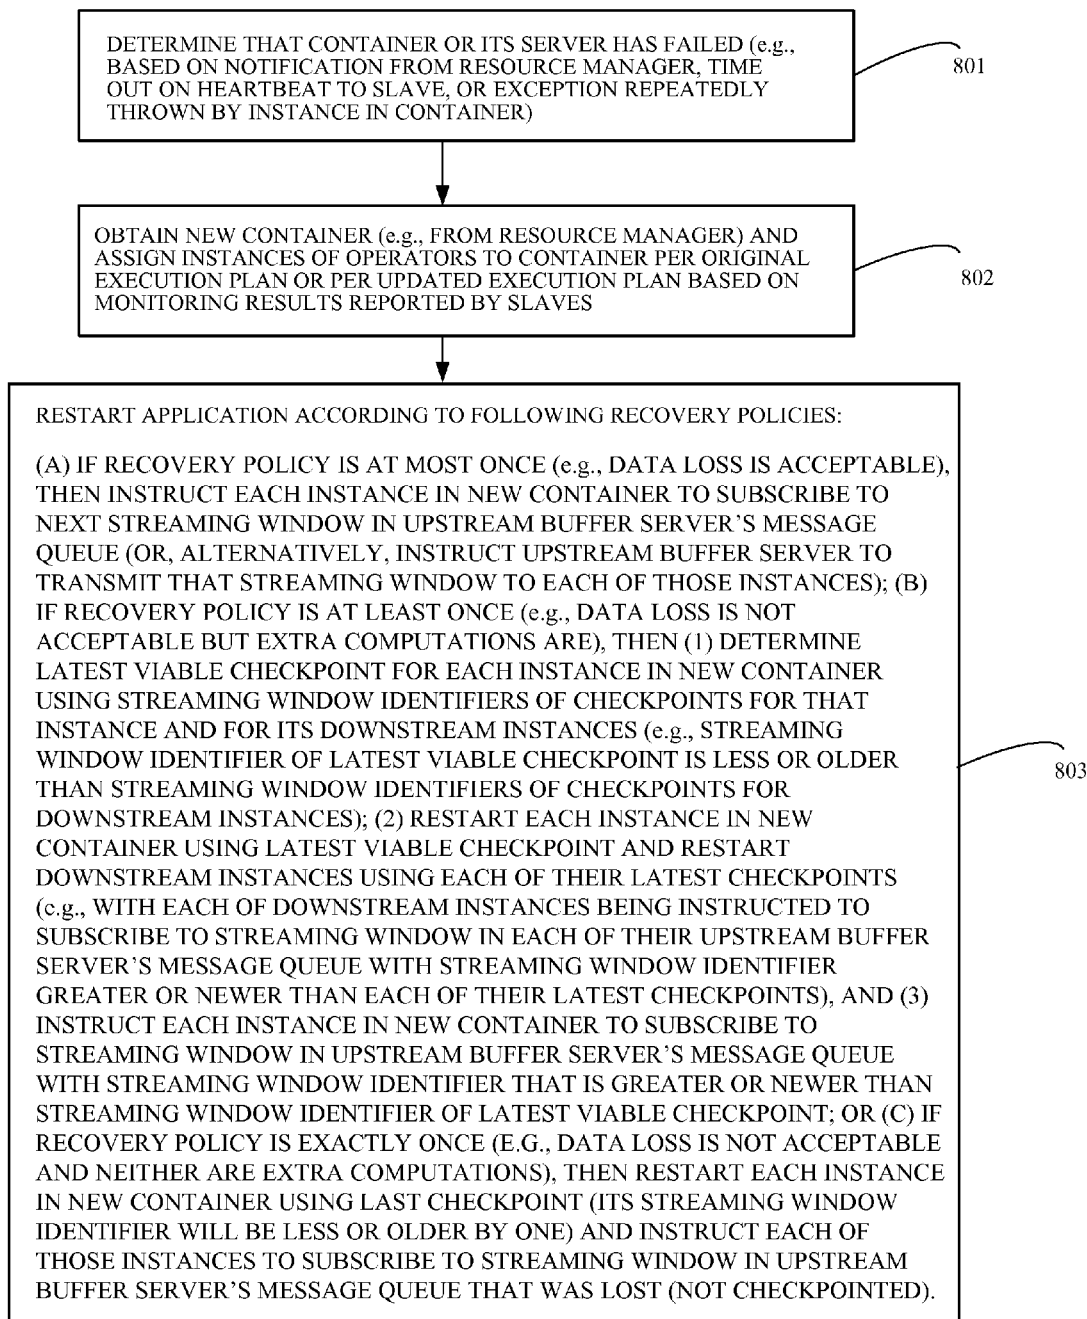 DETERMINE THAT CONTAINER OR ITS SERVER HAS FAILED (e.g.,
BASED ON NOTIFICATION FROM RESOURCE MANAGER, TIME
OUT ON HEARTBEAT TO SLAVE, OR EXCEPTION REPEATEDLY
THROWN BY INSTANCE IN CONTAINER)
801
OBTAIN NEW CONTAINER (e.g., FROM RESOURCE MANAGER) AND
ASSIGN INSTANCES OF OPERATORS TO CONTAINER PER ORIGINAL
EXECUTION PLAN OR PER UPDATED EXECUTION PLAN BASED ON
MONITORING RESULTS REPORTED BY SLAVES
802
RESTART APPLICATION ACCORDING TO FOLLOWING RECOVERY POLICIES:
(A) IF RECOVERY POLICY IS AT MOST ONCE (e.g., DATA LOSS IS ACCEPTABLE),
THEN INSTRUCT EACH INSTANCE IN NEW CONTAINER TO SUBSCRIBE TO
NEXT STREAMING WINDOW IN UPSTREAM BUFFER SERVER'S MESSAGE
QUEUE (OR, ALTERNATIVELY, INSTRUCT UPSTREAM BUFFER SERVER TO
TRANSMIT THAT STREAMING WINDOW TO EACH OF THOSE INSTANCES); (B)
IF RECOVERY POLICY IS AT LEAST ONCE (e.g., DATA LOSS IS NOT
ACCEPTABLE BUT EXTRA COMPUTATIONS ARE), THEN (1) DETERMINE
LATEST VIABLE CHECKPOINT FOR EACH INSTANCE IN NEW CONTAINER
USING STREAMING WINDOW IDENTIFIERS OF CHECKPOINTS FOR THAT
INSTANCE AND FOR ITS DOWNSTREAM INSTANCES (e.g., STREAMING
WINDOW IDENTIFIER OF LATEST VIABLE CHECKPOINT IS LESS OR OLDER
THAN STREAMING WINDOW IDENTIFIERS OF CHECKPOINTS FOR
DOWNSTREAM INSTANCES); (2) RESTART EACH INSTANCE IN NEW
CONTAINER USING LATEST VIABLE CHECKPOINT AND RESTART
DOWNSTREAM INSTANCES USING EACH OF THEIR LATEST CHECKPOINTS
(e.g., WITH EACH OF DOWNSTREAM INSTANCES BEING INSTRUCTED TO
SUBSCRIBE TO STREAMING WINDOW IN EACH OF THEIR UPSTREAM BUFFER
SERVER'S MESSAGE QUEUE WITH STREAMING WINDOW IDENTIFIER
GREATER OR NEWER THAN EACH OF THEIR LATEST CHECKPOINTS), AND (3)
INSTRUCT EACH INSTANCE IN NEW CONTAINER TO SUBSCRIBE TO
STREAMING WINDOW IN UPSTREAM BUFFER SERVER'S MESSAGE QUEUE
WITH STREAMING WINDOW IDENTIFIER THAT IS GREATER OR NEWER THAN
STREAMING WINDOW IDENTIFIER OF LATEST VIABLE CHECKPOINT; OR (C) IF
RECOVERY POLICY IS EXACTLY ONCE (E.G., DATA LOSS IS NOT ACCEPTABLE
AND NEITHER ARE EXTRA COMPUTATIONS), THEN RESTART EACH INSTANCE
IN NEW CONTAINER USING LAST CHECKPOINT (ITS STREAMING WINDOW
IDENTIFIER WILL BE LESS OR OLDER BY ONE) AND INSTRUCT EACH OF
THOSE INSTANCES TO SUBSCRIBE TO STREAMING WINDOW IN UPSTREAM
BUFFER SERVER'S MESSAGE QUEUE THAT WAS LOST (NOT CHECKPOINTED).
803